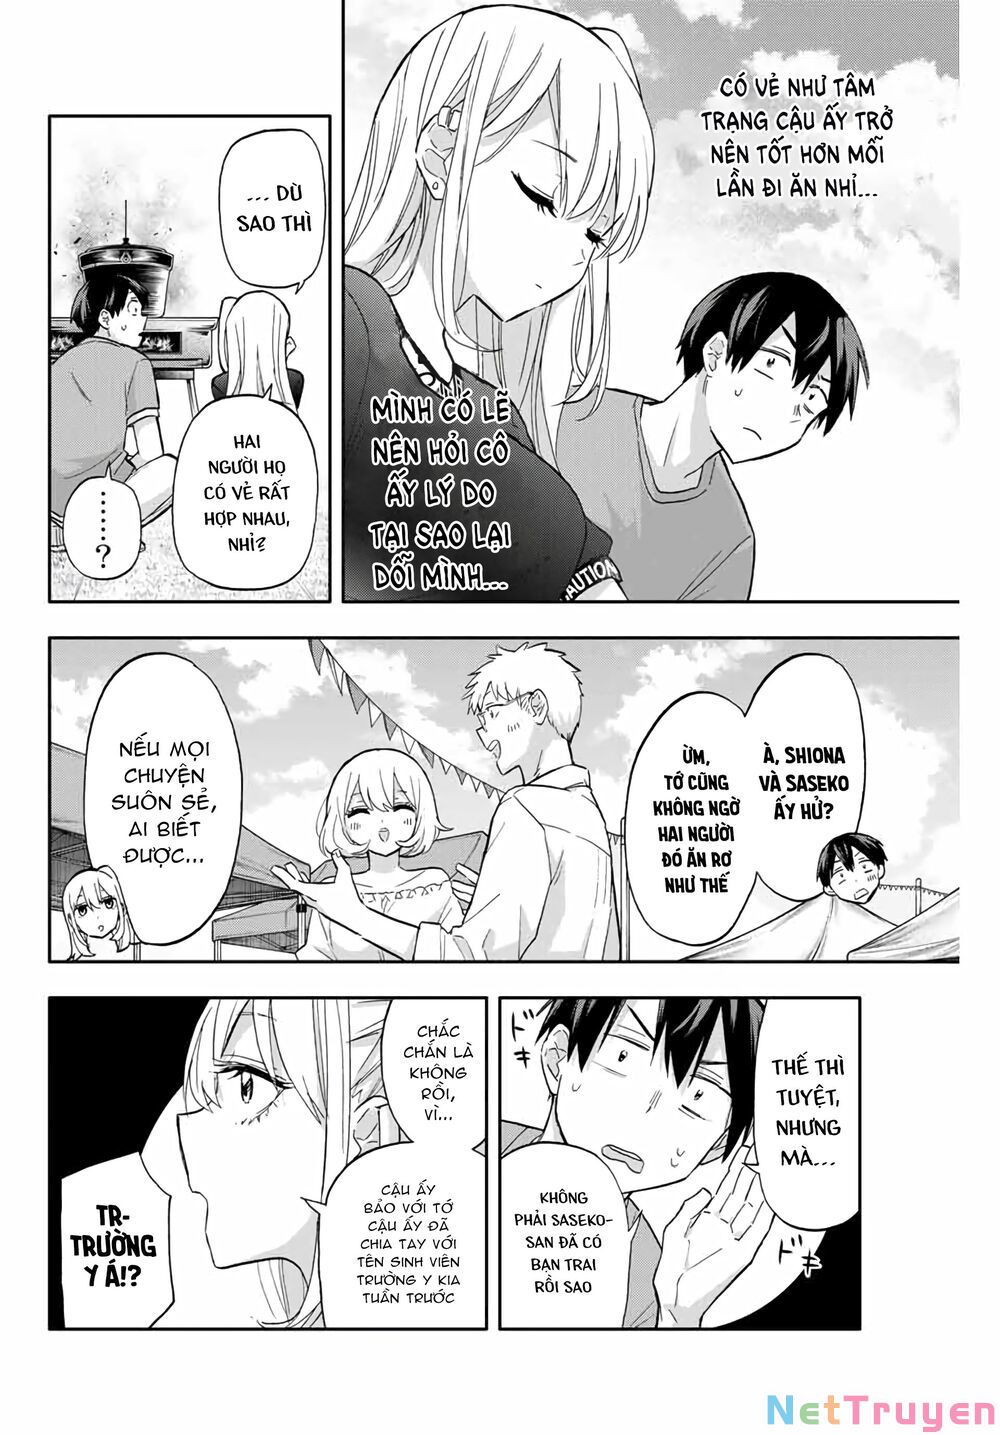 CÓ VẺ NHƯ TÂM
TRẠNG CẬU ẤY TRỞ
NÊN TỐT HƠN MỖI
LẦN ĐI ĂN NHỈ...
MÌNH CÓ LẼ
NÊN HỎI CÔ
ẤY LÝ DO
TẠI SAO LẠI
DỖI MÌNH...
CAUTION
... DÙ
SAO THÌ
HAI
NGƯỜI HỌ
CÓ VẺ RẤT
HỢP NHAU,
NHỈ?
......?
À, SHIONA
VÀ SASEKO
ẤY HỬ?
ỪM,
TỚ CŨNG
KHÔNG NGỜ
HAI NGƯỜI
ĐÓ ĂN RƠ
NHƯ THẾ
NẾU MỌI
CHUYỆN
SUÔN SẺ,
AI BIẾT
ĐƯỢC...
THẾ THÌ
TUYỆT,
NHƯNG
MÀ...
KHÔNG
PHẢI SASEKO-
SAN ĐÃ CÓ
BẠN TRAI
RỒI SAO
CHẮC
CHẮN LÀ
KHÔNG
RỒI,
VÌ...
CẬU ẤY
BẢO VỚI TỚ
CẬU ẤY ĐÃ
CHIA TAY VỚI
TÊN SINH VIÊN
TRƯỜNG Y KIA
TUẦN TRƯỚC
TR-
TRƯỜNG
Y Á!?
NetTruyen